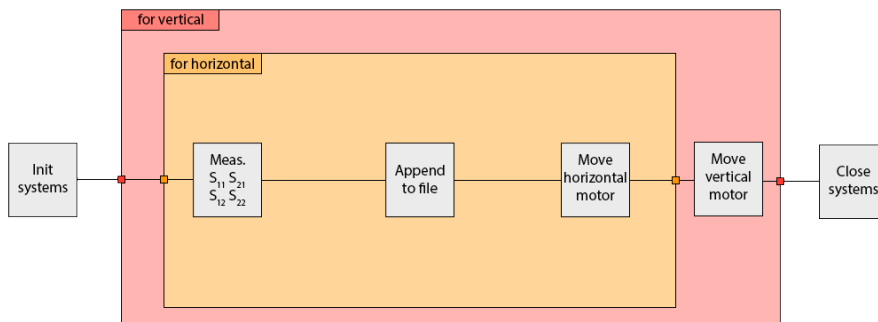 for vertical
for horizontal
Init
systems
Meas.
S₁₁ S₂₁
S₁₂ S₂₂
Append
to file
Move
horizontal
motor
Move
vertical
motor
Close
systems